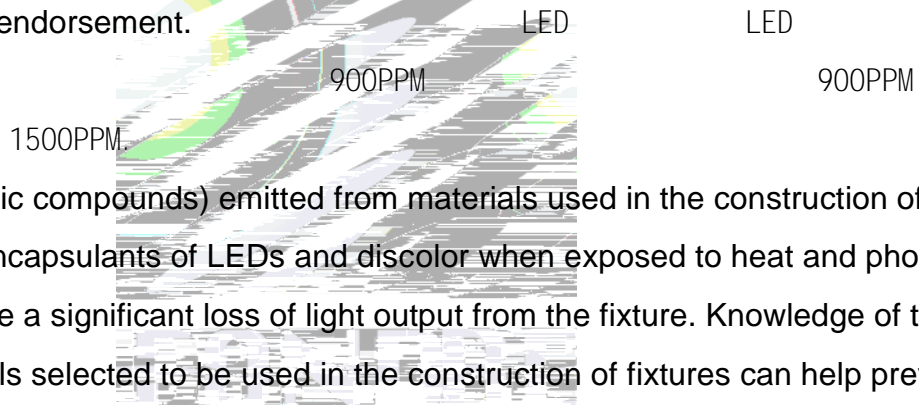 endorsement. LED LED
900PPM 900PPM
1500PPM.
ic compounds) emitted from materials used in the construction of
ncapsulants of LEDs and discolor when exposed to heat and pho
e a significant loss of light output from the fixture. Knowledge of t
ls selected to be used in the construction of fixtures can help pre